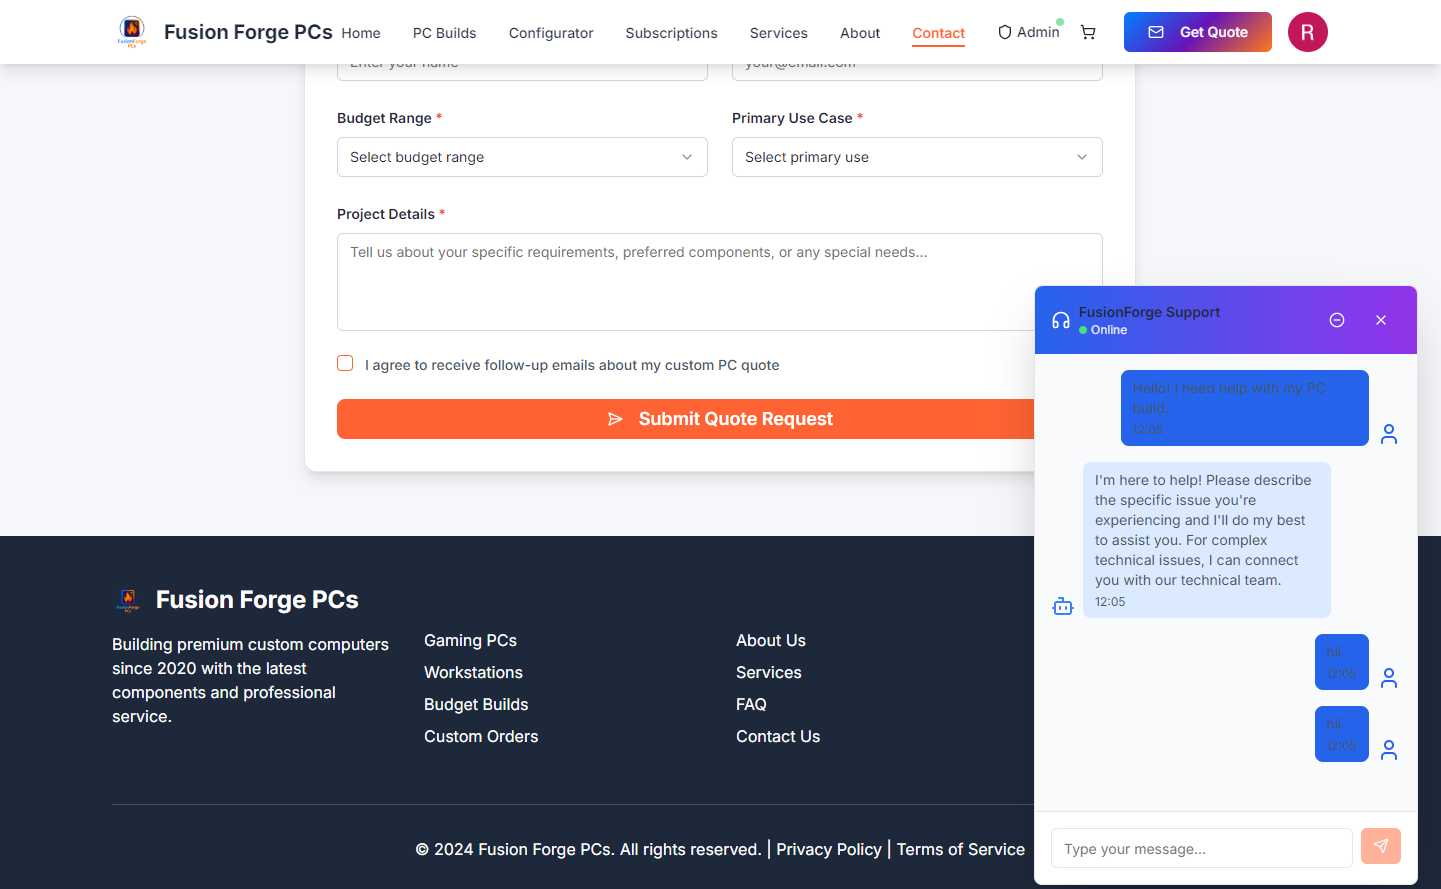 Fusion Forge PCs
Home
PC Builds
Configurator
Subscriptions
Services
About
Contact
Admin
Get Quote
R
Enter your name
your@email.com
Budget Range *
Primary Use Case *
Select budget range
Select primary use
Project Details *
Tell us about your specific requirements, preferred components, or any special needs...
I agree to receive follow-up emails about my custom PC quote
Submit Quote Request
FusionForge Support
Online
Hello! I need help with my PC
build.
12:05
I'm here to help! Please describe
the specific issue you're
experiencing and I'll do my best
to assist you. For complex
technical issues, I can connect
you with our technical team.
12:05
hii
12:05
hii
12:05
Type your message...
Fusion Forge PCs
Building premium custom computers
since 2020 with the latest
components and professional
service.
Gaming PCs
Workstations
Budget Builds
Custom Orders
About Us
Services
FAQ
Contact Us
© 2024 Fusion Forge PCs. All rights reserved. | Privacy Policy | Terms of Service